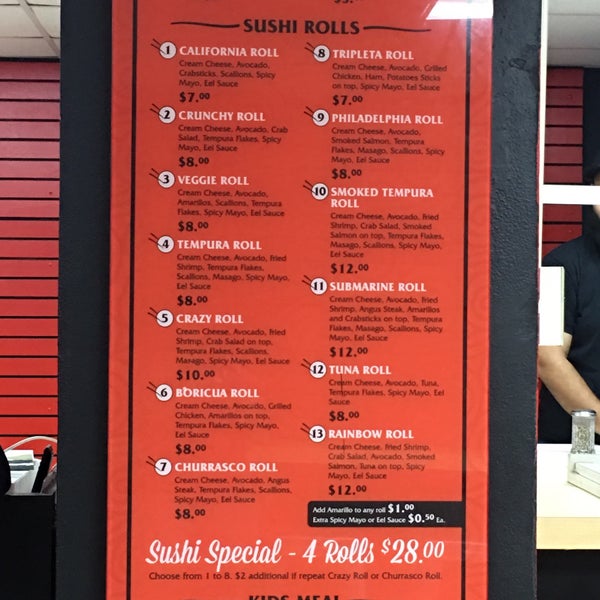 SUSHI ROLLS
1 CALIFORNIA ROLL
Cream Cheese, Avocado,
Crabsticks, Scallions, Spicy
Mayo, Eel Sauce
$7.00
2 CRUNCHY ROLL
Cream Cheese, Avocado, Crab
Salad, Tempura Flakes, Spicy
Mayo, Eel Sauce
$8.00
3 VEGGIE ROLL
Cream Cheese, Avocado,
Amarillos, Scallions, Tempura
Flakes, Spicy Mayo, Eel Sauce
$8.00
4 TEMPURA ROLL
Cream Cheese, Avocado, Fried
Shrimp, Tempura Flakes,
Scallions, Masago, Spicy Mayo,
Eel Sauce
$8.00
5 CRAZY ROLL
Cream Cheese, Avocado, Fried
Shrimp, Crab Salad on top,
Tempura Flakes, Scallions,
Masago, Spicy Mayo, Eel Sauce
$10.00
6 BORICUA ROLL
Cream Cheese, Avocado, Grilled
Chicken, Amarillos on top,
Tempura Flakes, Spicy Mayo,
Eel Sauce
$8.00
7 CHURRASCO ROLL
Cream Cheese, Avocado, Angus
Steak, Tempura Flakes, Scallions,
Spicy Mayo, Eel Sauce
$8.00
8 TRIPLETA ROLL
Cream Cheese, Avocado, Grilled
Chicken, Ham, Potatoes Sticks
on top, Spicy Mayo, Eel Sauce
$7.00
9 PHILADELPHIA ROLL
Cream Cheese, Avocado,
Smoked Salmon, Tempura
Flakes, Masago, Scallions, Spicy
Mayo, Eel Sauce
$8.00
10 SMOKED TEMPURA
ROLL
Cream Cheese, Avocado, Fried
Shrimp, Crab Salad, Smoked
Salmon on top, Tempura Flakes,
Masago, Scallions, Spicy Mayo,
Eel Sauce
$12.00
11 SUBMARINE ROLL
Cream Cheese, Avocado, Fried
Shrimp, Angus Steak, Amarillos
and Crabsticks on top, Tempura
Flakes, Masago, Scallions, Spicy
Mayo, Eel Sauce
$12.00
12 TUNA ROLL
Cream Cheese, Avocado, Tuna,
Tempura Flakes, Spicy Mayo, Eel
Sauce
$8.00
13 RAINBOW ROLL
Cream Cheese, Fried Shrimp,
Crab Salad, Avocado, Smoked
Salmon, Tuna on top, Spicy
Mayo, Eel Sauce
$12.00
Add Amarillo to any roll $1.00
Extra Spicy Mayo or Eel Sauce $0.50 Ea.
Sushi Special - 4 Rolls $28.00
Choose from 1 to 8. $2 additional if repeat Crazy Roll or Churrasco Roll.
KIDS MEAL